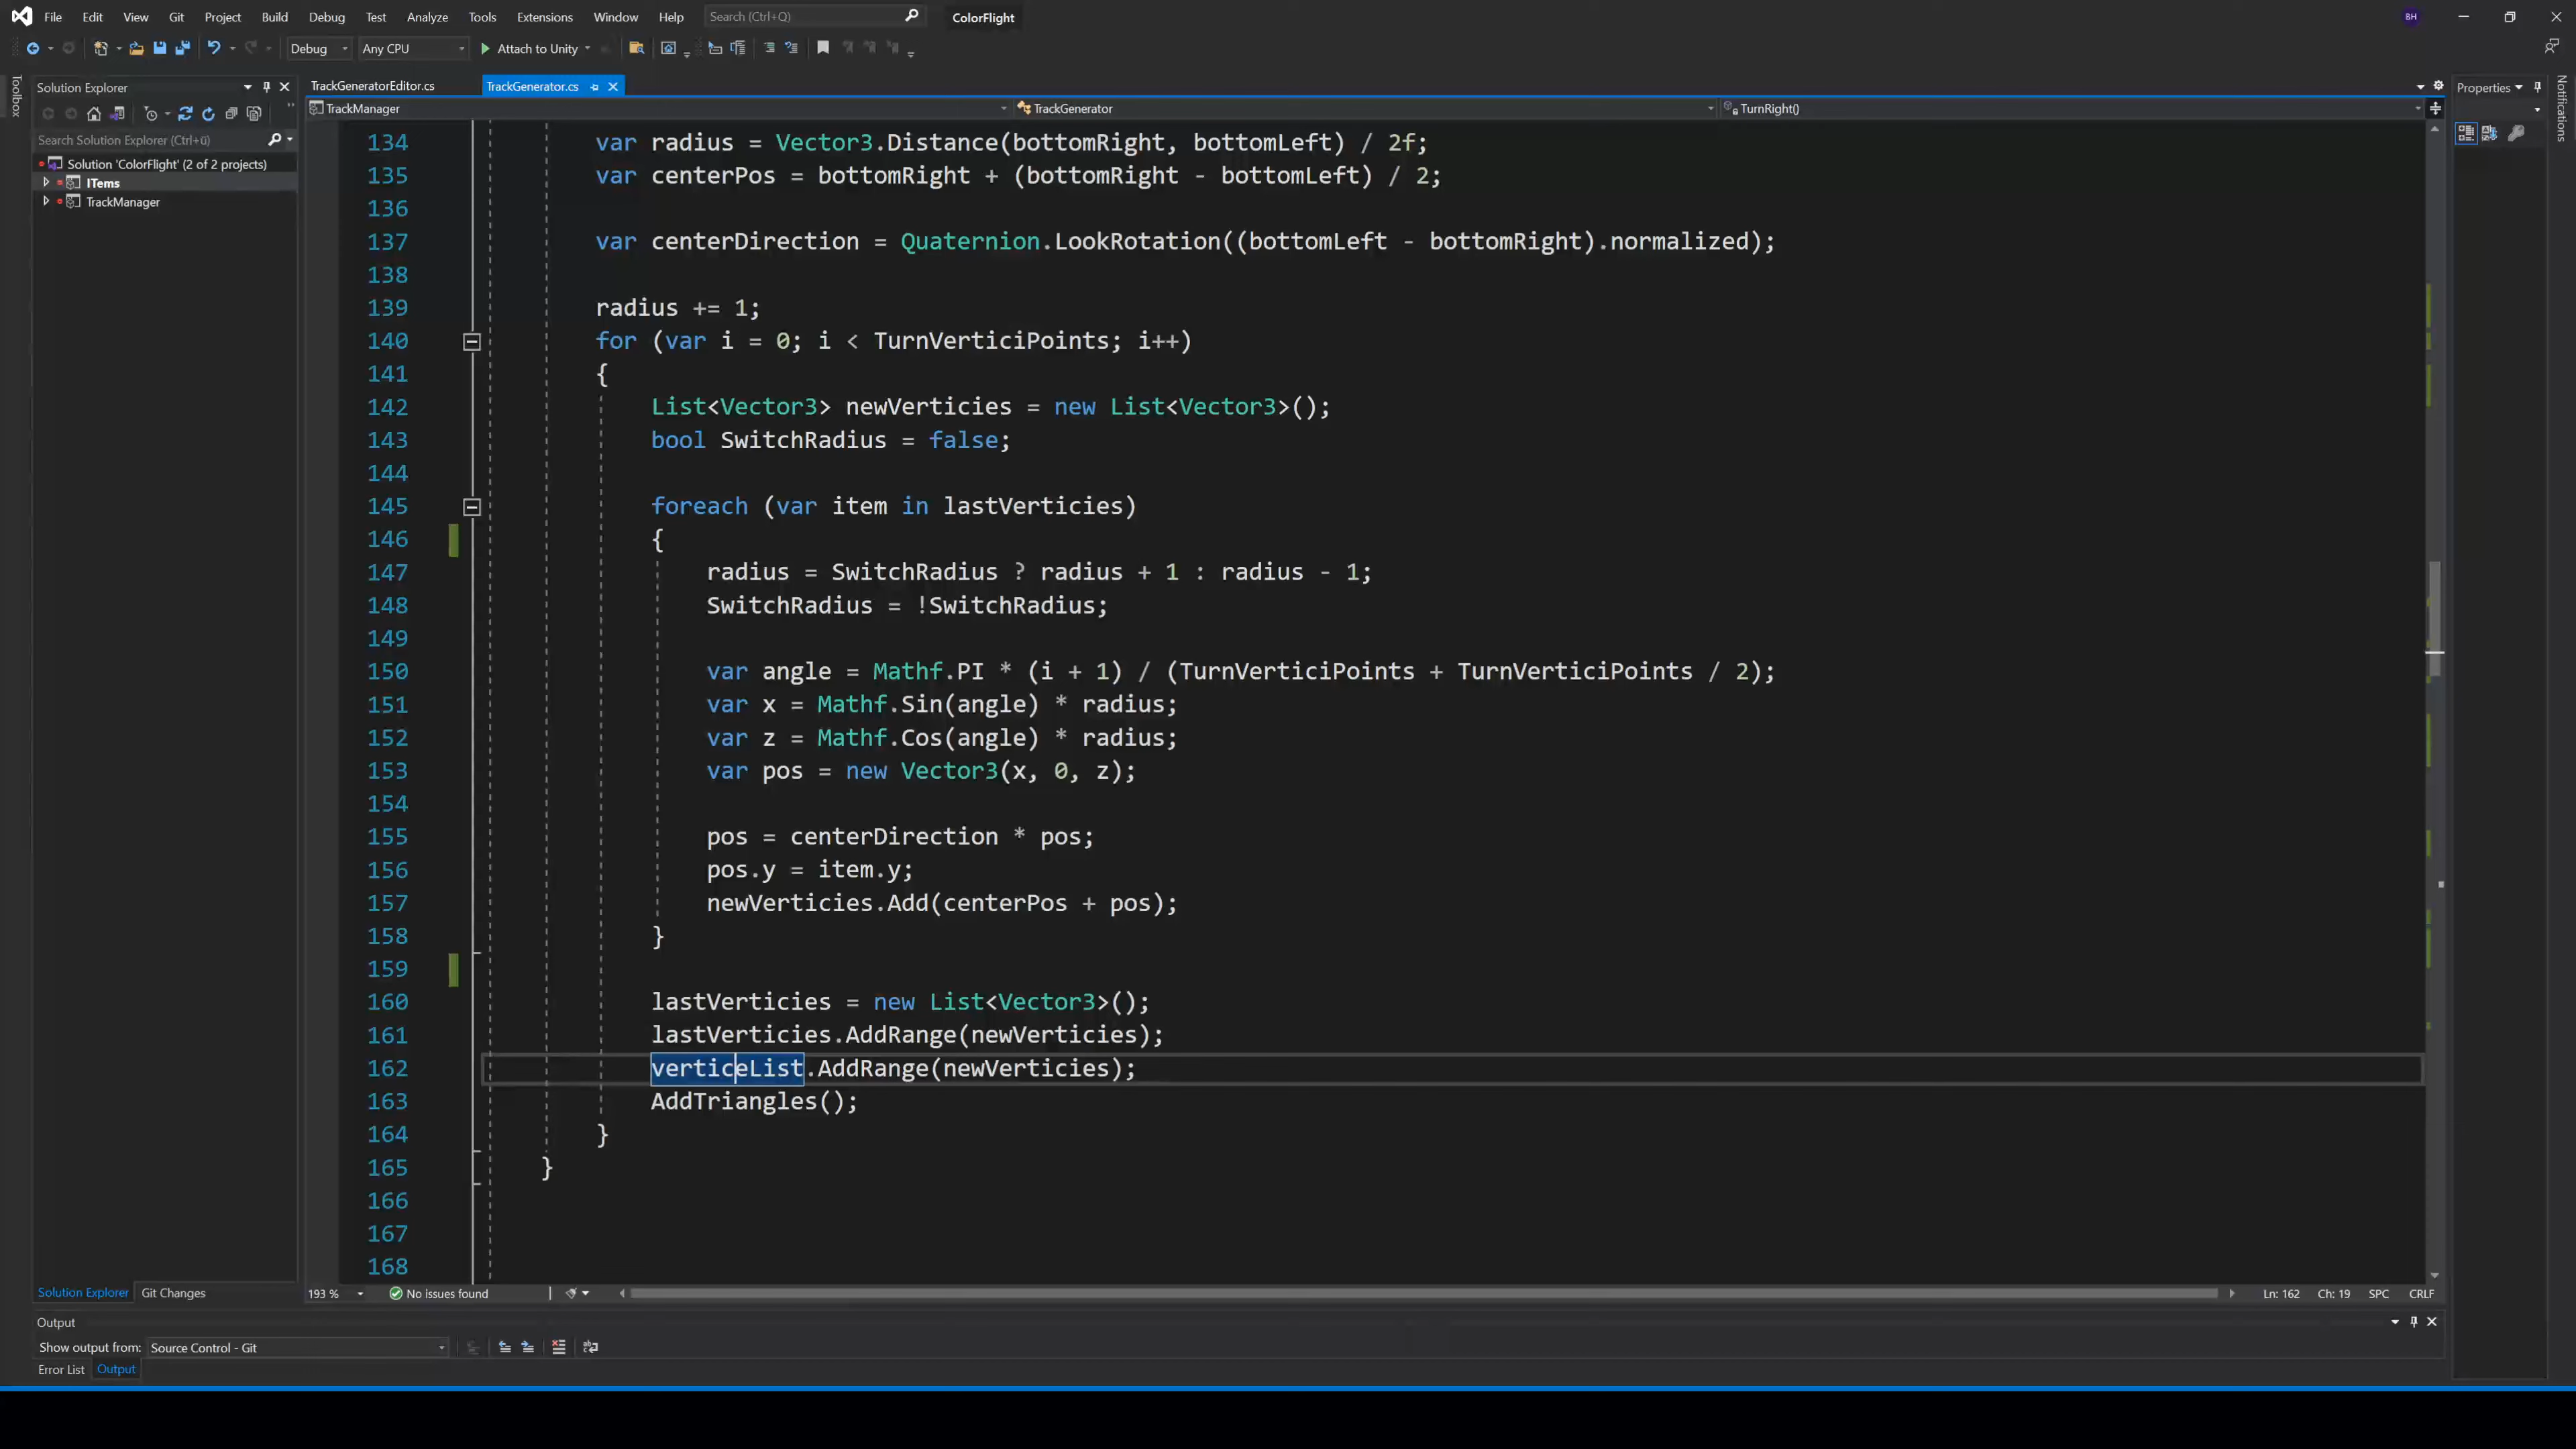 File Edit View Git Project Build Debug Test Analyze Tools Extensions Window Help Search (Ctrl+Q) ColorFlight BH
Debug Any CPU Attach to Unity
Toolbox
Solution Explorer
TrackGeneratorEditor.cs TrackGenerator.cs
Properties
Notifications
TrackManager TrackGenerator TurnRight()
Search Solution Explorer (Ctrl+ü)
Solution 'ColorFlight' (2 of 2 projects)
ITems
TrackManager
134 var radius = Vector3.Distance(bottomRight, bottomLeft) / 2f;
135 var centerPos = bottomRight + (bottomRight - bottomLeft) / 2;
136
137 var centerDirection = Quaternion.LookRotation((bottomLeft - bottomRight).normalized);
138
139 radius += 1;
140 for (var i = 0; i < TurnVerticiPoints; i++)
141 {
142 List<Vector3> newVerticies = new List<Vector3>();
143 bool SwitchRadius = false;
144
145 foreach (var item in lastVerticies)
146 {
147 radius = SwitchRadius ? radius + 1 : radius - 1;
148 SwitchRadius = !SwitchRadius;
149
150 var angle = Mathf.PI * (i + 1) / (TurnVerticiPoints + TurnVerticiPoints / 2);
151 var x = Mathf.Sin(angle) * radius;
152 var z = Mathf.Cos(angle) * radius;
153 var pos = new Vector3(x, 0, z);
154
155 pos = centerDirection * pos;
156 pos.y = item.y;
157 newVerticies.Add(centerPos + pos);
158 }
159
160 lastVerticies = new List<Vector3>();
161 lastVerticies.AddRange(newVerticies);
162 verticeList.AddRange(newVerticies);
163 AddTriangles();
164 }
165 }
166
167
168
Solution Explorer Git Changes
193 % No issues found Ln: 162 Ch: 19 SPC CRLF
Output
Show output from: Source Control - Git
Error List Output